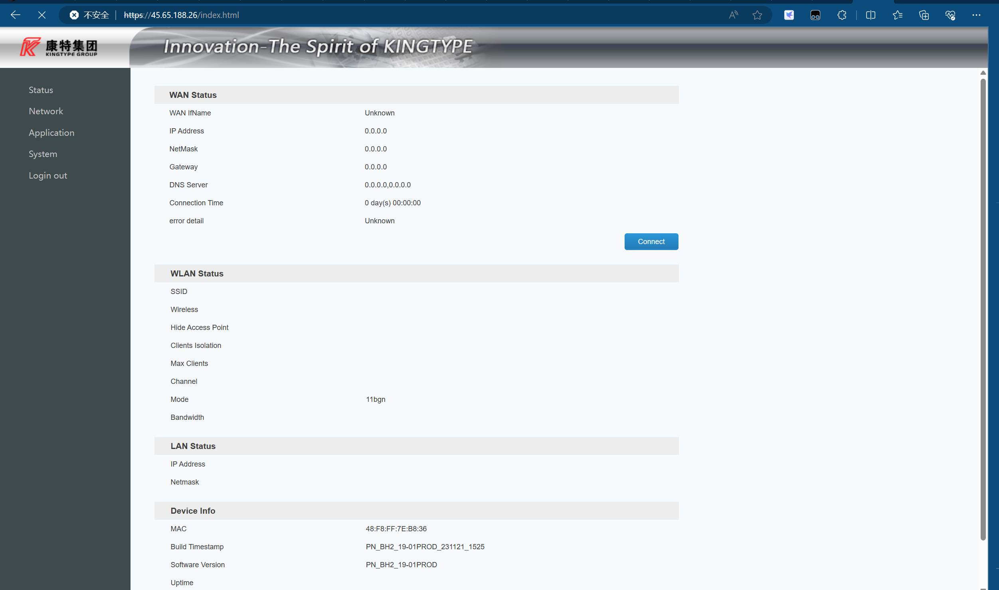 不安全
https://45.65.188.26/index.html
康特集团
KINGTYPE GROUP
Innovation-The Spirit of KINGTYPE
Status
Network
Application
System
Login out
WAN Status
WAN IfName Unknown
IP Address 0.0.0.0
NetMask 0.0.0.0
Gateway 0.0.0.0
DNS Server 0.0.0.0,0.0.0.0
Connection Time 0 day(s) 00:00:00
error detail Unknown
Connect
WLAN Status
SSID
Wireless
Hide Access Point
Clients Isolation
Max Clients
Channel
Mode 11bgn
Bandwidth
LAN Status
IP Address
Netmask
Device Info
MAC 48:F8:FF:7E:B8:36
Build Timestamp PN_BH2_19-01PROD_231121_1525
Software Version PN_BH2_19-01PROD
Uptime